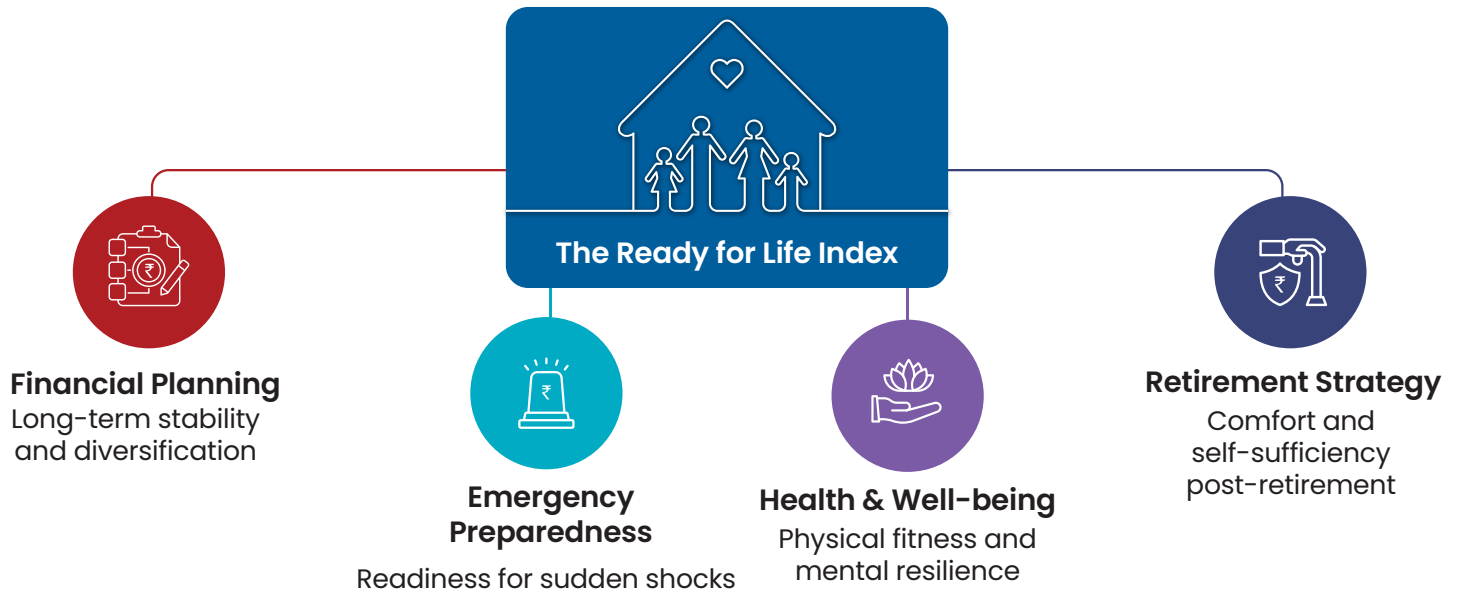 The Ready for Life Index
₹
Financial Planning
Long-term stability
and diversification
₹
Emergency
Preparedness
Readiness for sudden shocks
Health & Well-being
Physical fitness and
mental resilience
₹
Retirement Strategy
Comfort and
self-sufficiency
post-retirement